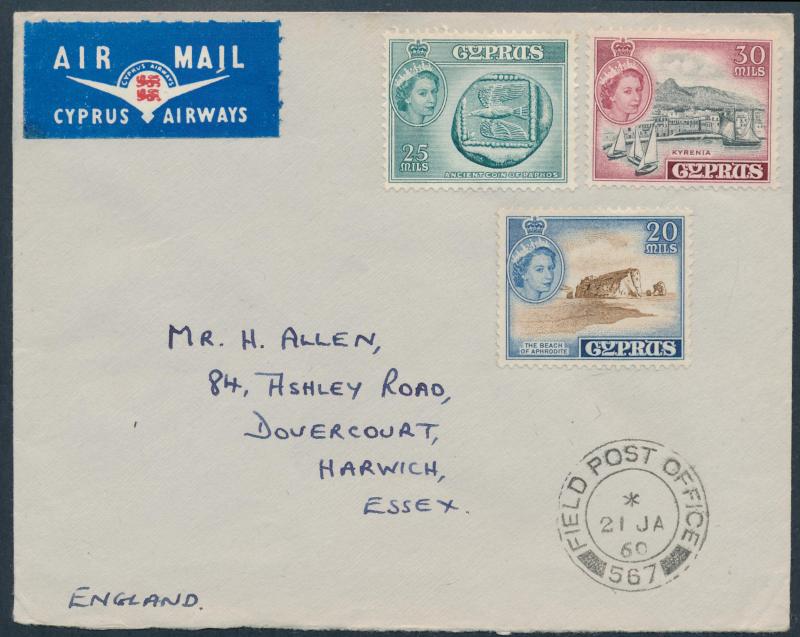 AIR MAIL
CYPRUS AIRWAYS
CYPRUS AIRWAYS
CYPRUS
25
MILS
ANCIENT COIN OF PAPHOS
30
MILS
KYRENIA
CYPRUS
20
MILS
THE BEACH
OF APHRODITE
CYPRUS
MR. H. ALLEN,
84, ASHLEY ROAD,
DOVERCOURT,
HARWICH,
ESSEX.
ENGLAND.
FIELD POST OFFICE
*
21 JA
60
567